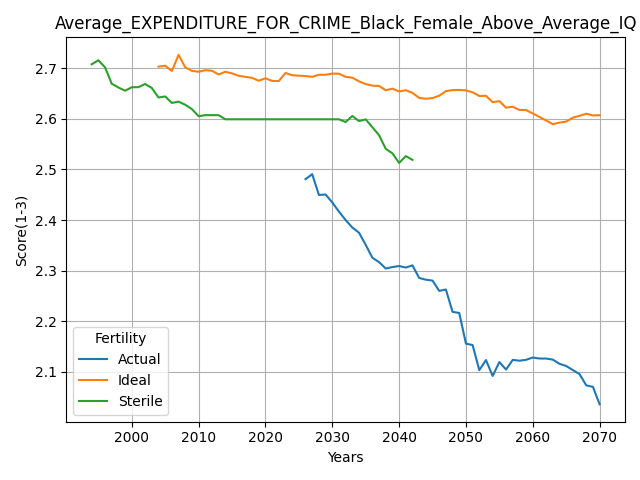 Average_EXPENDITURE_FOR_CRIME_Black_Female_Above_Average_IQ
Score(1-3)
2.7
2.6
2.5
2.4
2.3
2.2
2.1
Fertility
Actual
Ideal
Sterile
2000 2010 2020 2030 2040 2050 2060 2070
Years